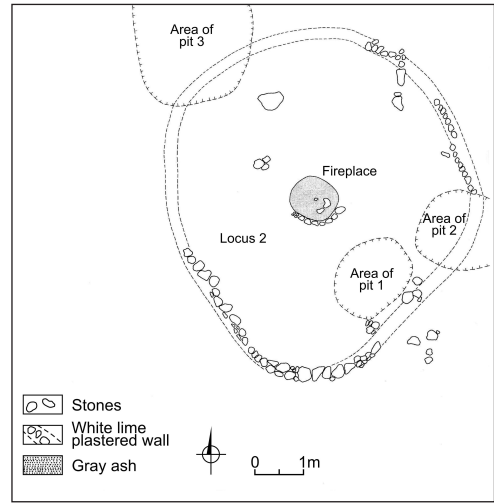 Area of
pit 3
Fireplace
Area of
pit 2
Locus 2
Area of
pit 1
Stones
White lime
plastered wall
Gray ash
0 1m